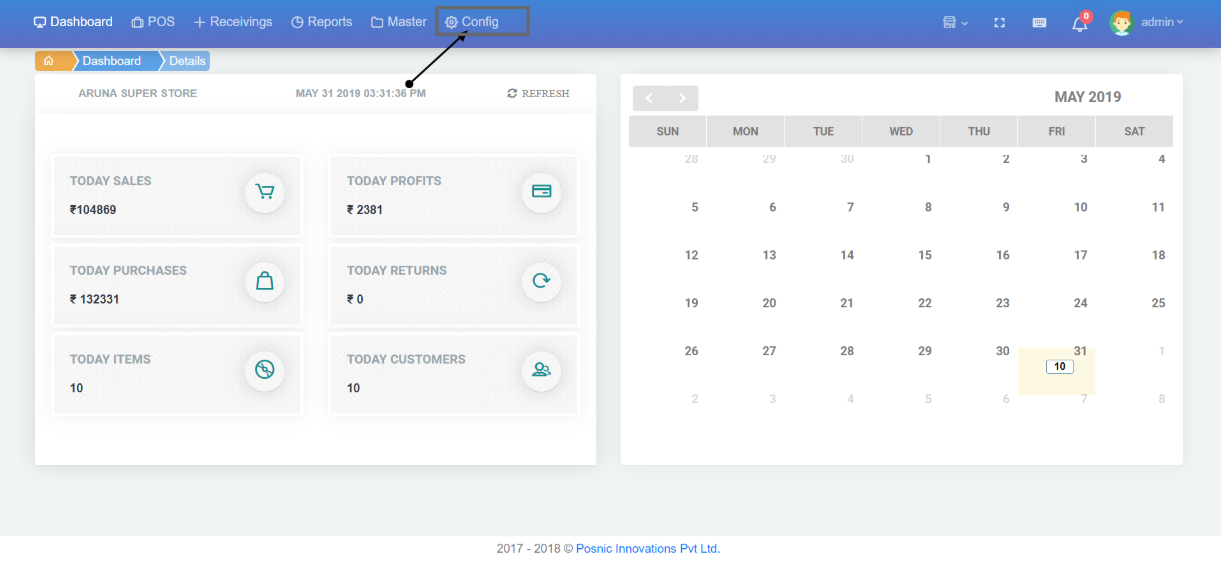 Dashboard POS Receivings Reports Master Config 0 admin
Dashboard Details
ARUNA SUPER STORE MAY 31 2019 03:31:36 PM REFRESH
TODAY SALES
₹104869
TODAY PROFITS
₹ 2381
TODAY PURCHASES
₹ 132331
TODAY RETURNS
₹ 0
TODAY ITEMS
10
TODAY CUSTOMERS
10
MAY 2019
SUN MON TUE WED THU FRI SAT
28 29 30 1 2 3 4
5 6 7 8 9 10 11
12 13 14 15 16 17 18
19 20 21 22 23 24 25
26 27 28 29 30 31 1
10
2 3 4 5 6 7 8
2017 - 2018 © Posnic Innovations Pvt Ltd.